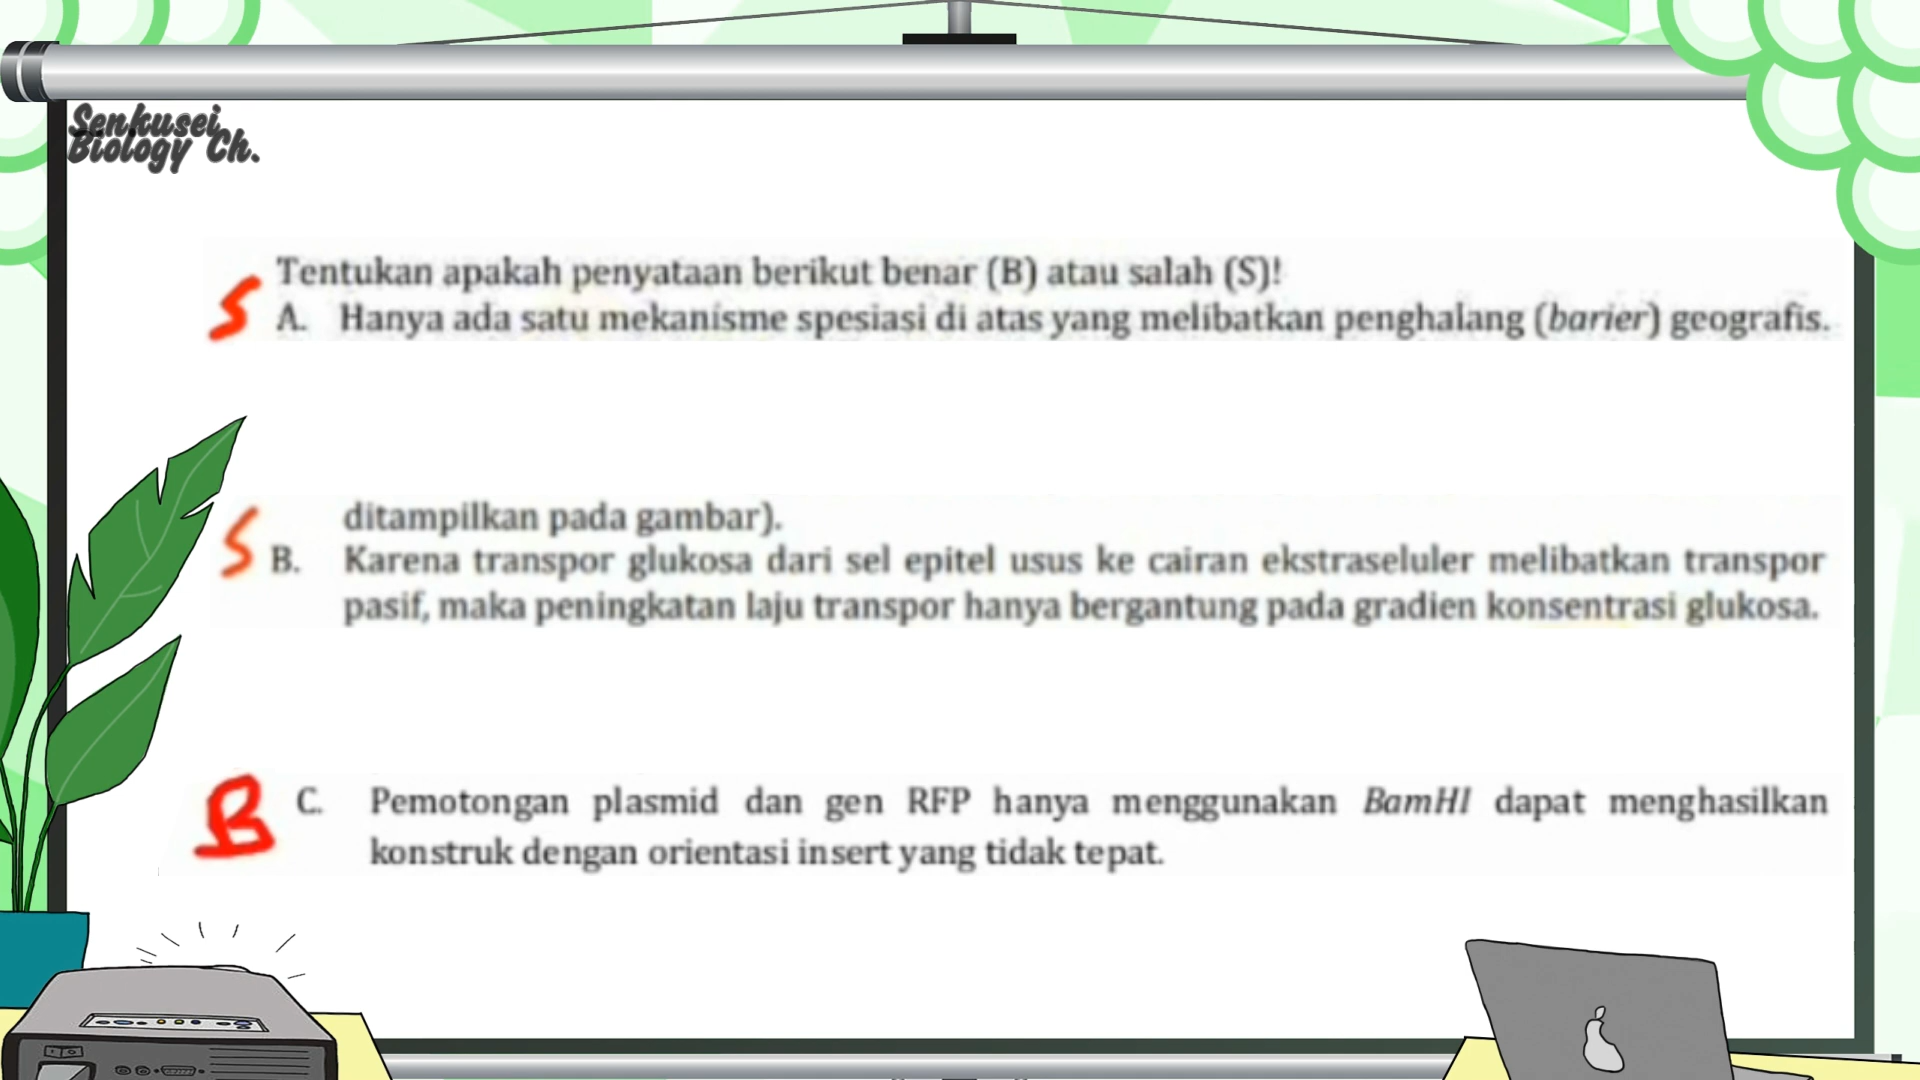 Senkusei
Biology Ch.
Tentukan apakah penyataan berikut benar (B) atau salah (S)!
S A. Hanya ada satu mekanisme spesiasi di atas yang melibatkan penghalang (barier) geografis.
ditampilkan pada gambar).
S B. Karena transpor glukosa dari sel epitel usus ke cairan ekstraseluler melibatkan transpor
pasif, maka peningkatan laju transpor hanya bergantung pada gradien konsentrasi glukosa.
B C. Pemotongan plasmid dan gen RFP hanya menggunakan BamHI dapat menghasilkan
konstruk dengan orientasi insert yang tidak tepat.